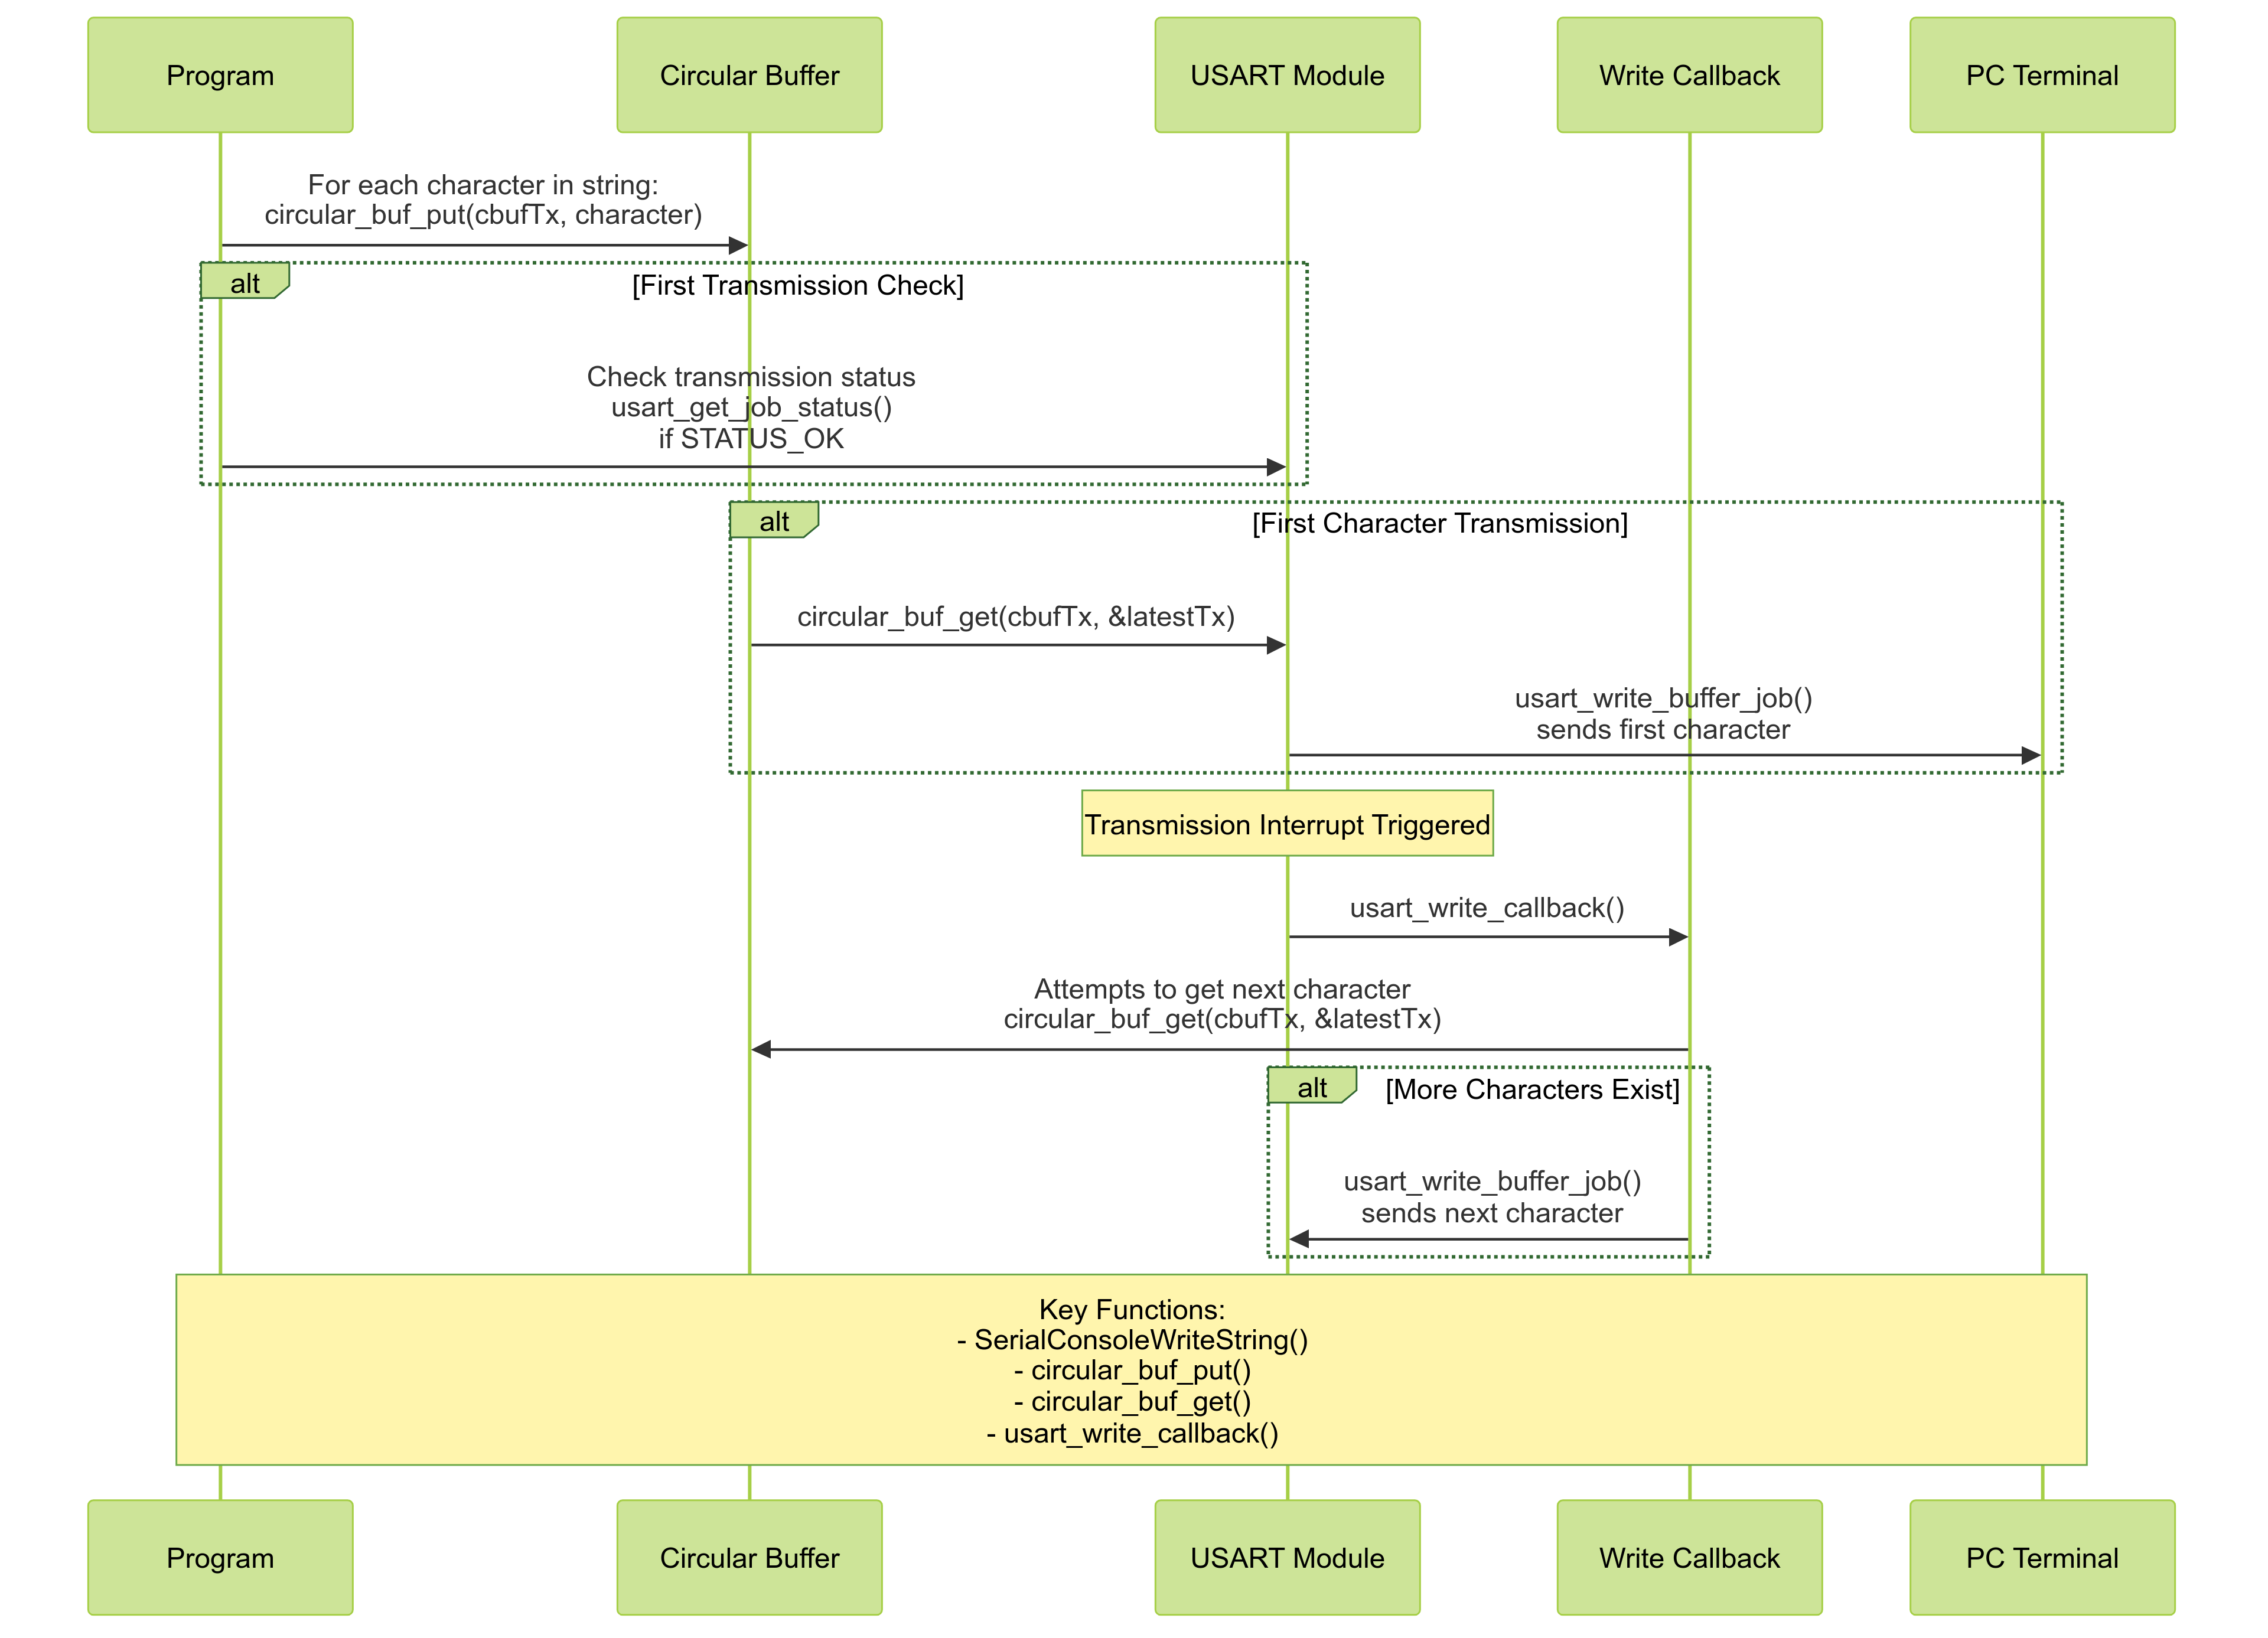 Program
Circular Buffer
USART Module
Write Callback
PC Terminal
For each character in string:
circular_buf_put(cbufTx, character)
alt
[First Transmission Check]
Check transmission status
usart_get_job_status()
if STATUS_OK
alt
[First Character Transmission]
circular_buf_get(cbufTx, &latestTx)
usart_write_buffer_job()
sends first character
Transmission Interrupt Triggered
usart_write_callback()
Attempts to get next character
circular_buf_get(cbufTx, &latestTx)
alt
[More Characters Exist]
usart_write_buffer_job()
sends next character
Key Functions:
- SerialConsoleWriteString()
- circular_buf_put()
- circular_buf_get()
- usart_write_callback()
Program
Circular Buffer
USART Module
Write Callback
PC Terminal